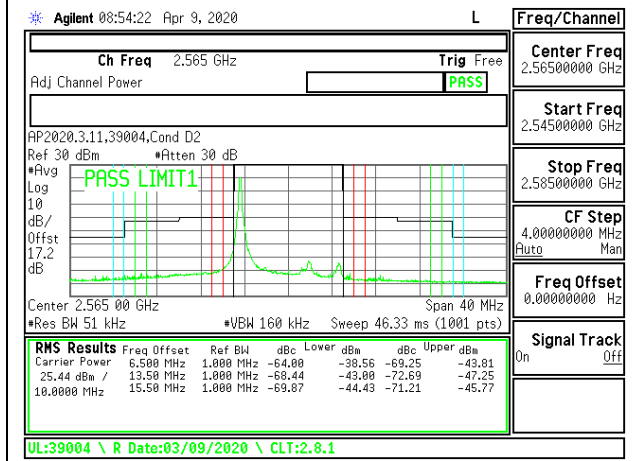 Agilent 08:54:22 Apr 9, 2020 L
Freq/Channel
Ch Freq 2.565 GHz Trig Free
Adj Channel Power PASS
Center Freq
2.56500000 GHz
Start Freq
2.54500000 GHz
AP2020.3.11,39004,Cond D2
Ref 30 dBm #Atten 30 dB
#Avg
Log
10
dB/
Offst
17.2
dB
PASS LIMIT1
Stop Freq
2.58500000 GHz
CF Step
4.00000000 MHz
Auto Man
Freq Offset
0.00000000 Hz
Center 2.565 00 GHz Span 40 MHz
#Res BW 51 kHz #VBW 160 kHz Sweep 46.33 ms (1001 pts)
Signal Track
On Off
RMS Results Freq Offset Ref BW dBc Lower dBm dBc Upper dBm
Carrier Power 6.500 MHz 1.000 MHz -64.00 -38.56 -69.25 -43.81
25.44 dBm / 13.50 MHz 1.000 MHz -68.44 -43.00 -72.69 -47.25
10.0000 MHz 15.50 MHz 1.000 MHz -69.87 -44.43 -71.21 -45.77
UL:39004 \ R Date:03/09/2020 \ CLT:2.8.1